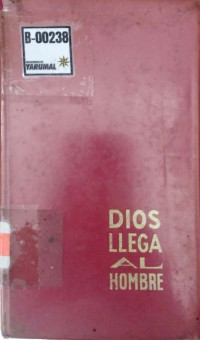 B-00238
YARUMAL
DIOS
LLEGA
AL
HOMBRE